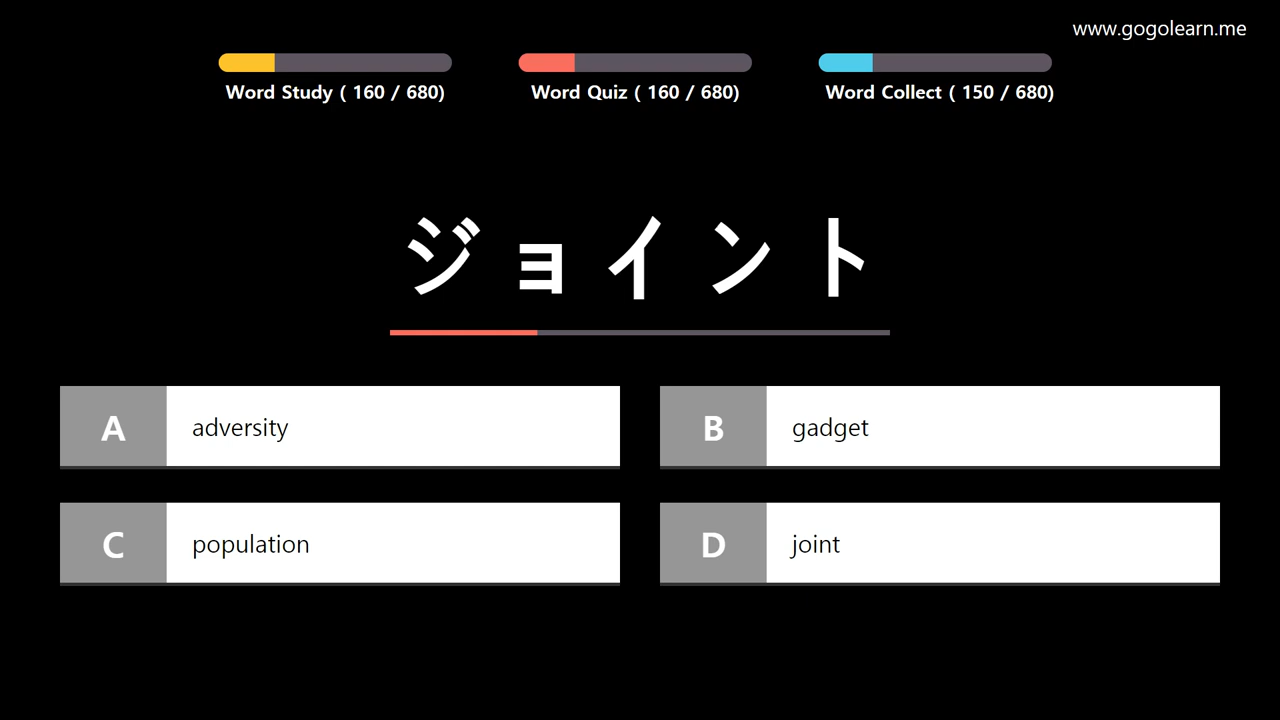 www.gogolearn.me
Word Study ( 160 / 680)
Word Quiz ( 160 / 680)
Word Collect ( 150 / 680)
ジョイント
A adversity
B gadget
C population
D joint